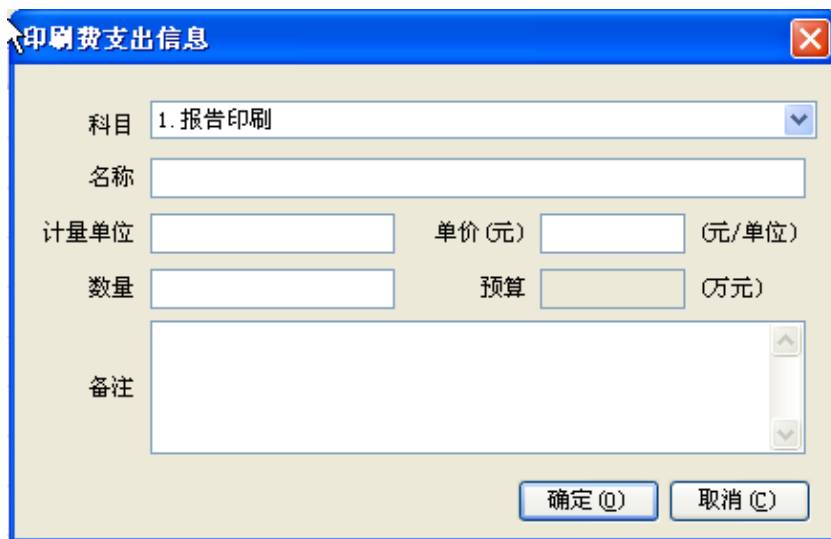 印刷费支出信息
科目 1.报告印刷
名称
计量单位 单价(元) (元/单位)
数量 预算 (万元)
备注
确定(O) 取消(C)